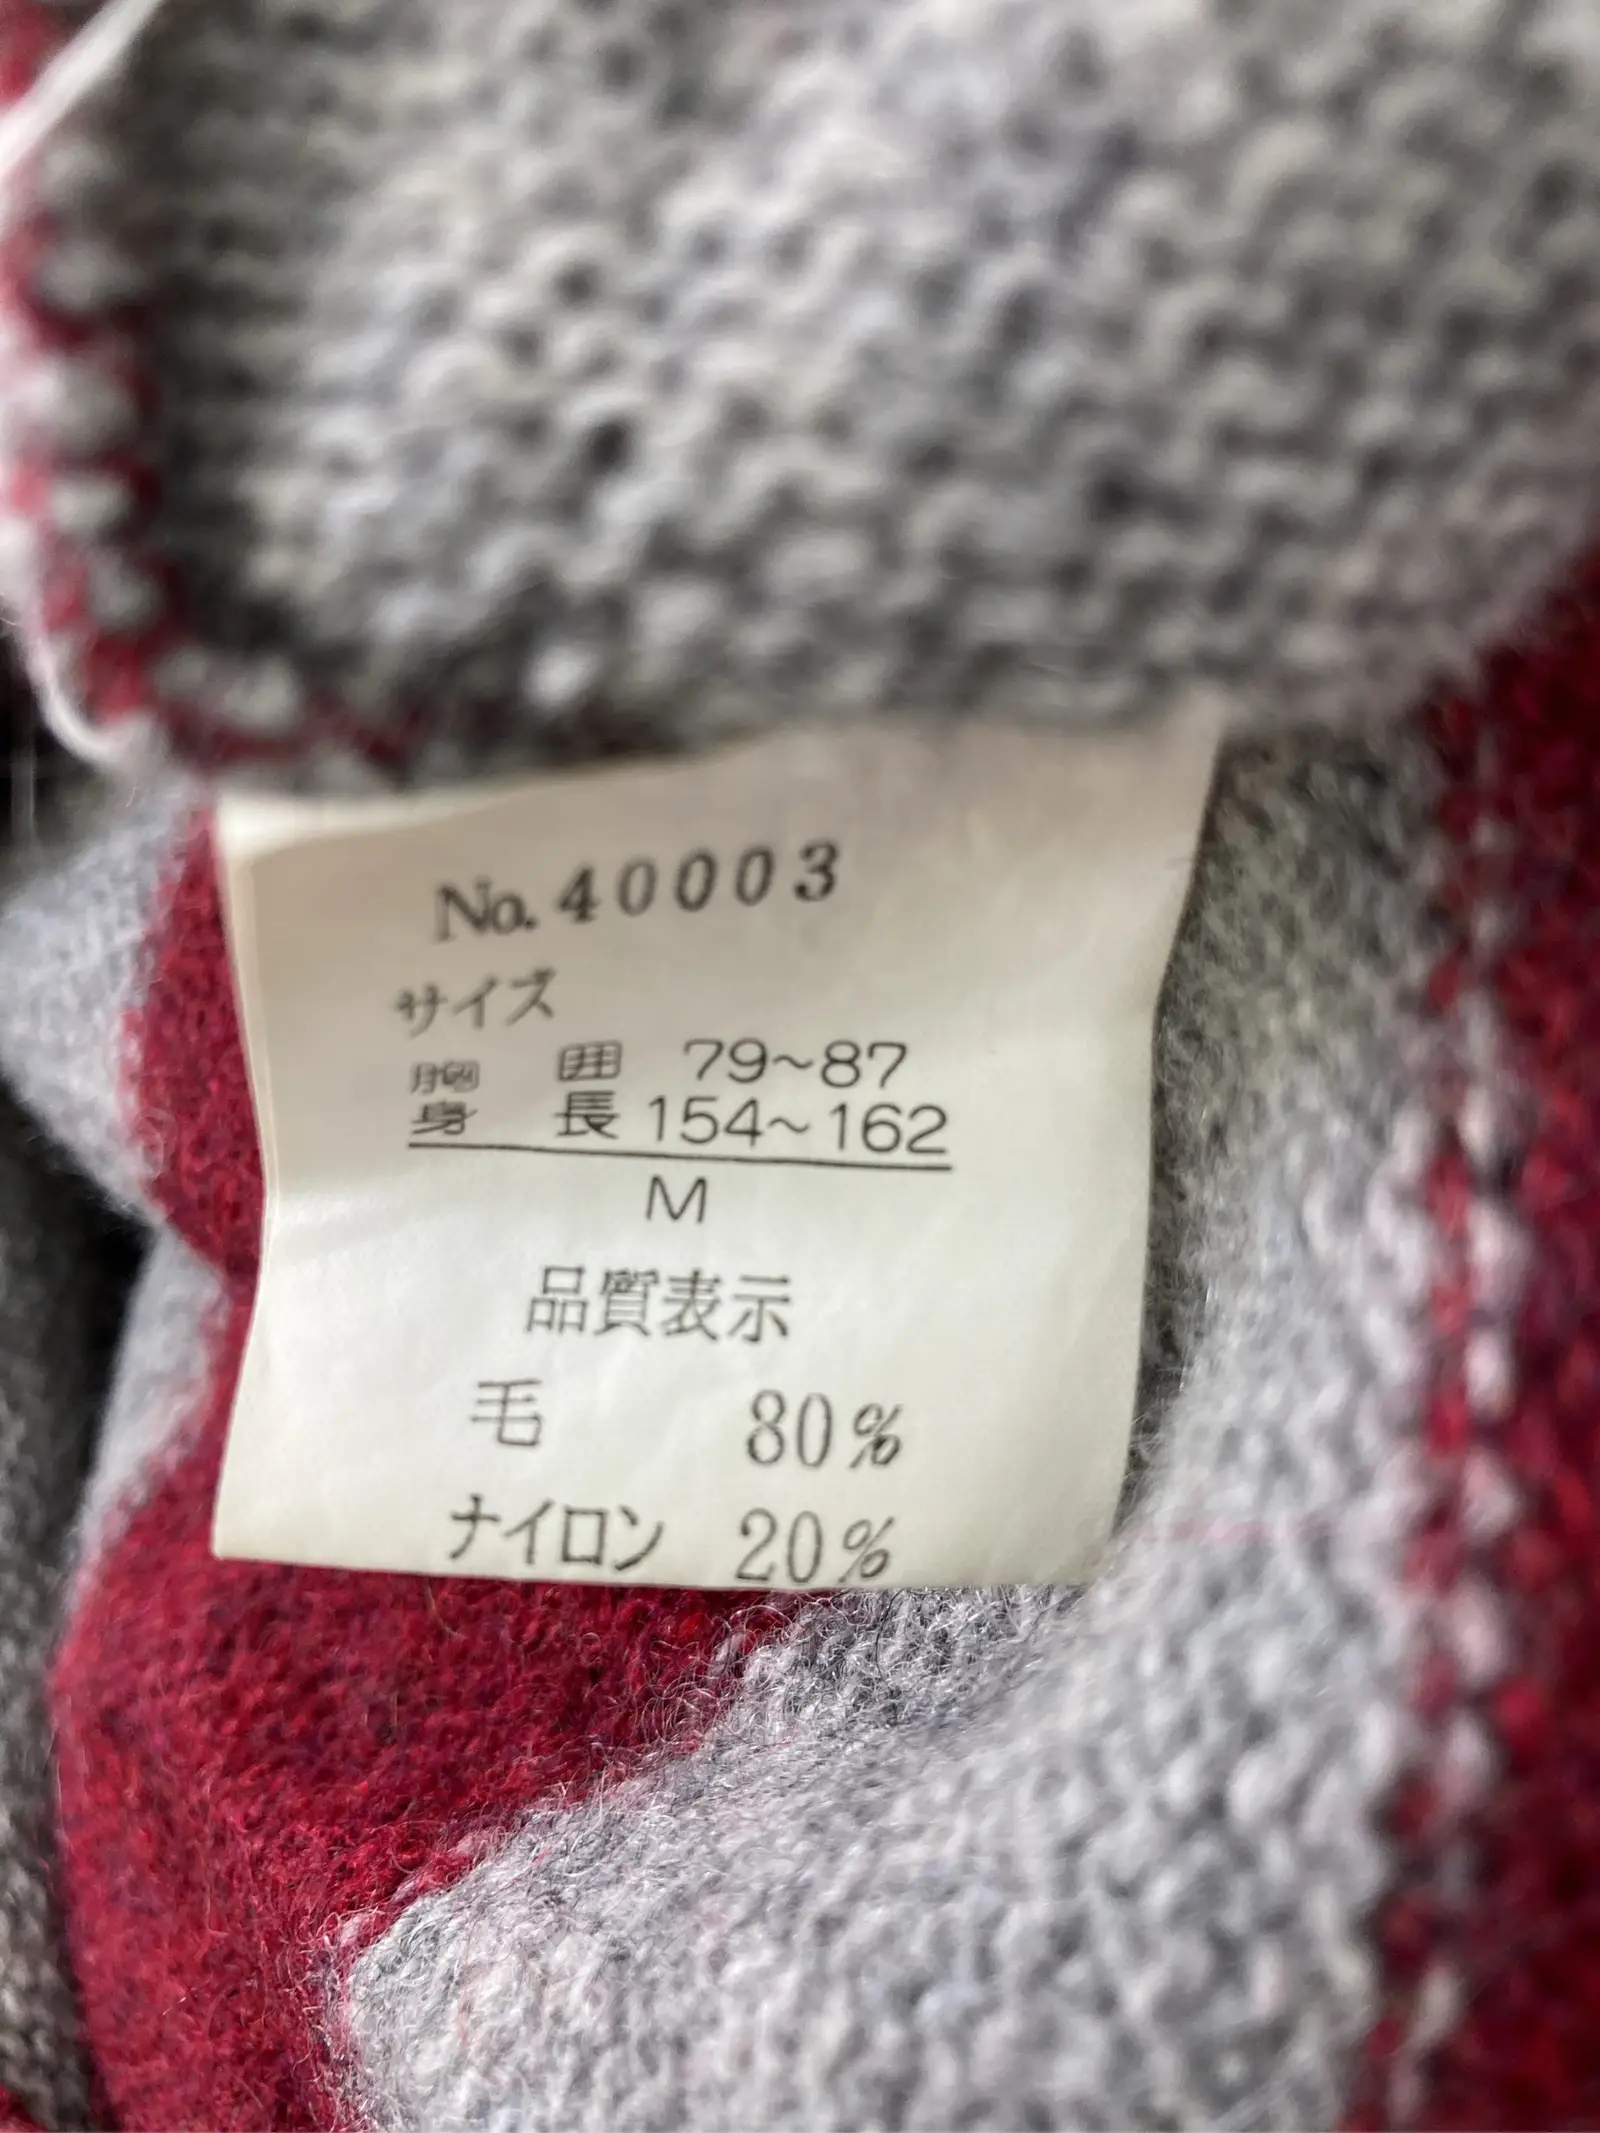 No.40003
サイズ
胸 囲 79~87
身 長 154~162
M
品質表示
毛 80%
ナイロン 20%